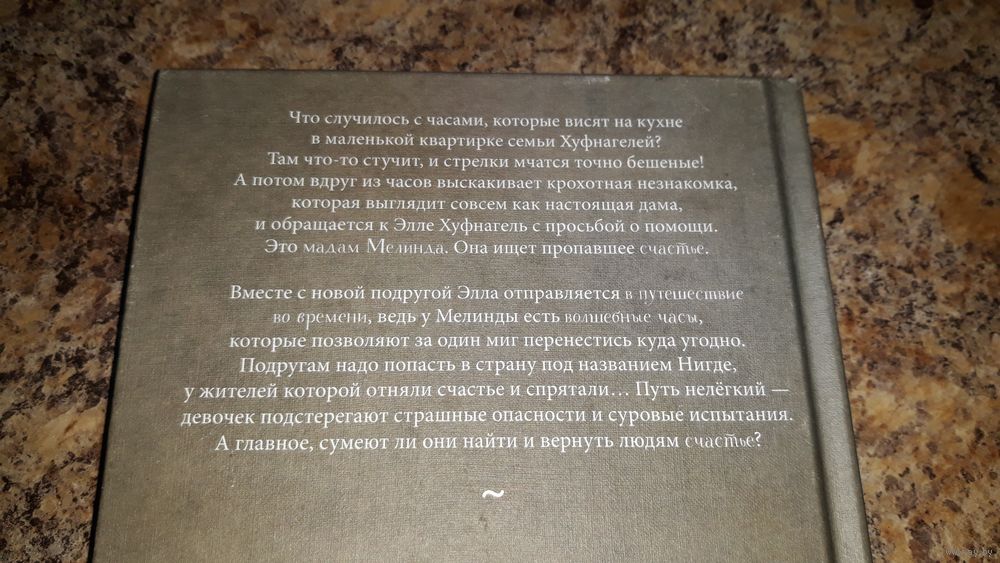 Что случилось с часами, которые висят на кухне
в маленькой квартирке семьи Хуфнагелей?
Там что-то стучит, и стрелки мчатся точно бешеные!
А потом вдруг из часов выскакивает крохотная незнакомка,
которая выглядит совсем как настоящая дама,
и обращается к Элле Хуфнагель с просьбой о помощи.
Это мадам Мелинда. Она ищет пропавшее счастье.
Вместе с новой подругой Элла отправляется в путешествие
во времени, ведь у Мелинды есть волшебные часы,
которые позволяют за один миг перенестись куда угодно.
Подругам надо попасть в страну под названием Нигде,
у жителей которой отняли счастье и спрятали... Путь нелёгкий —
девочек подстерегают страшные опасности и суровые испытания.
А главное, сумеют ли они найти и вернуть людям счастье?
~